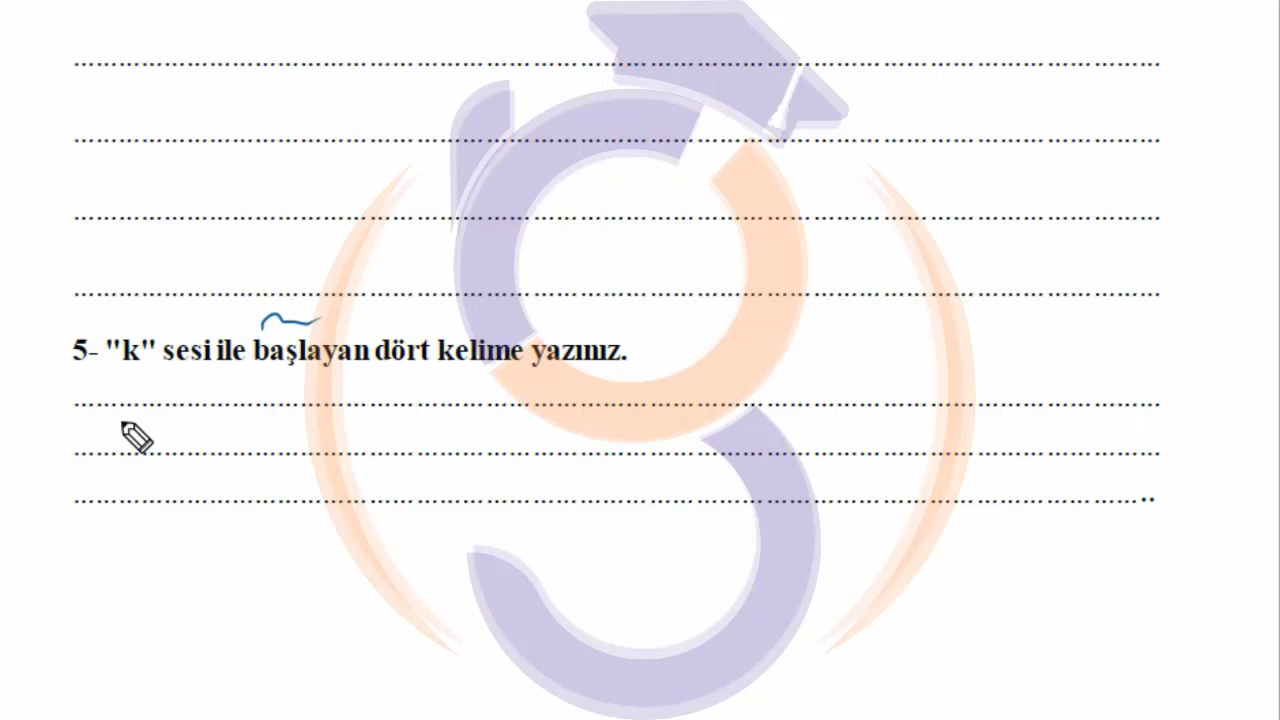 5- "k" sesi ile başlayan dört kelime yazınız.